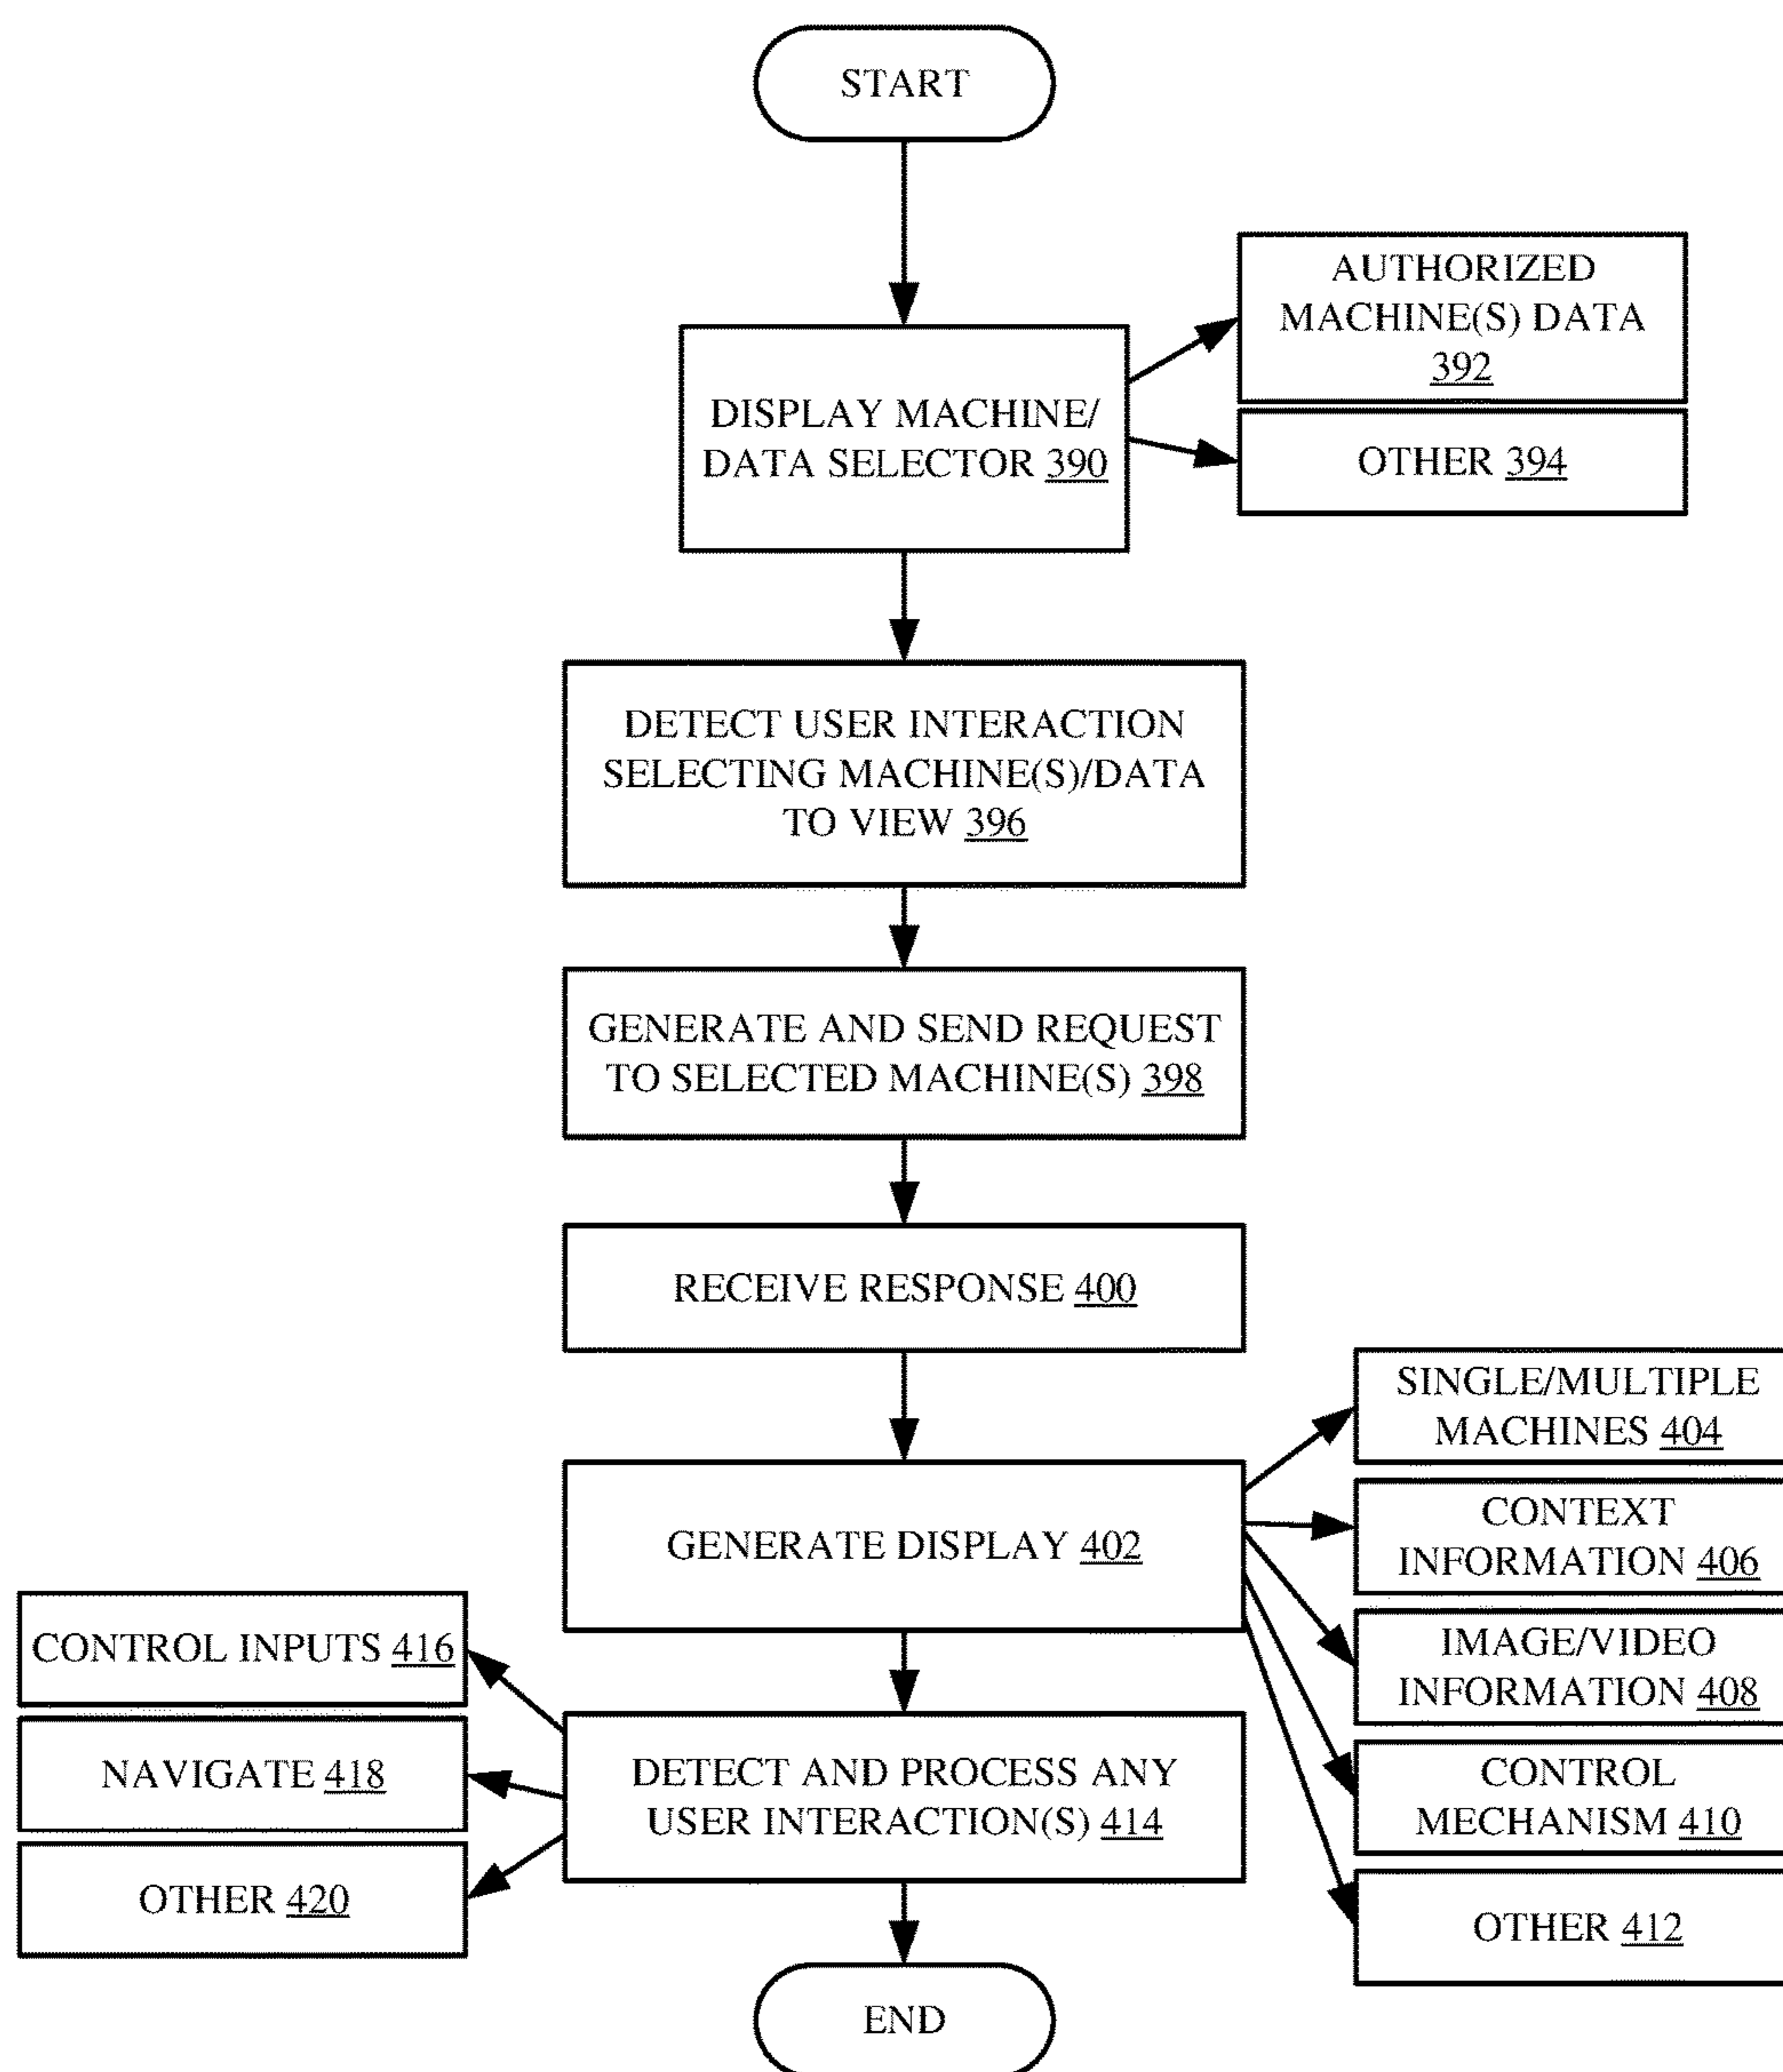 START
AUTHORIZED
MACHINE(S) DATA
392
DISPLAY MACHINE/
DATA SELECTOR 390
OTHER 394
DETECT USER INTERACTION
SELECTING MACHINE(S)/DATA
TO VIEW 396
GENERATE AND SEND REQUEST
TO SELECTED MACHINE(S) 398
RECEIVE RESPONSE 400
GENERATE DISPLAY 402
SINGLE/MULTIPLE
MACHINES 404
CONTEXT
INFORMATION 406
IMAGE/VIDEO
INFORMATION 408
CONTROL
MECHANISM 410
OTHER 412
DETECT AND PROCESS ANY
USER INTERACTION(S) 414
CONTROL INPUTS 416
NAVIGATE 418
OTHER 420
END